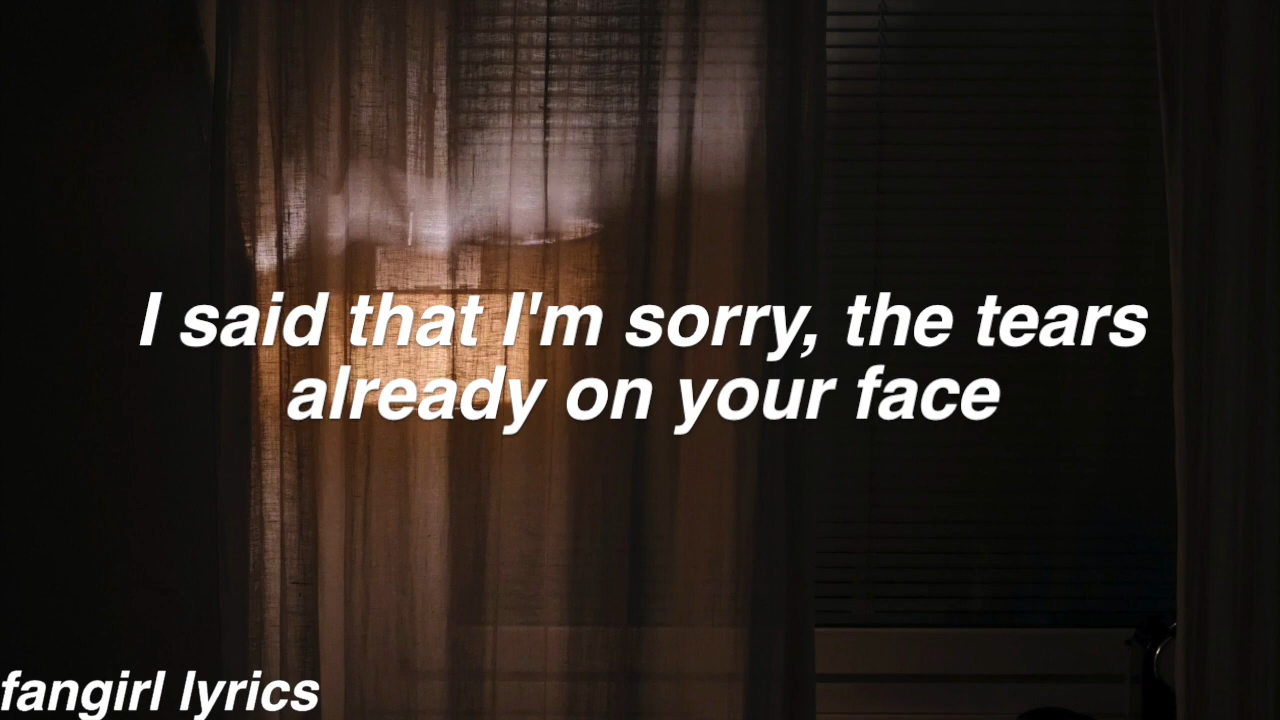 I said that I'm sorry, the tears
already on your face
fangirl lyrics